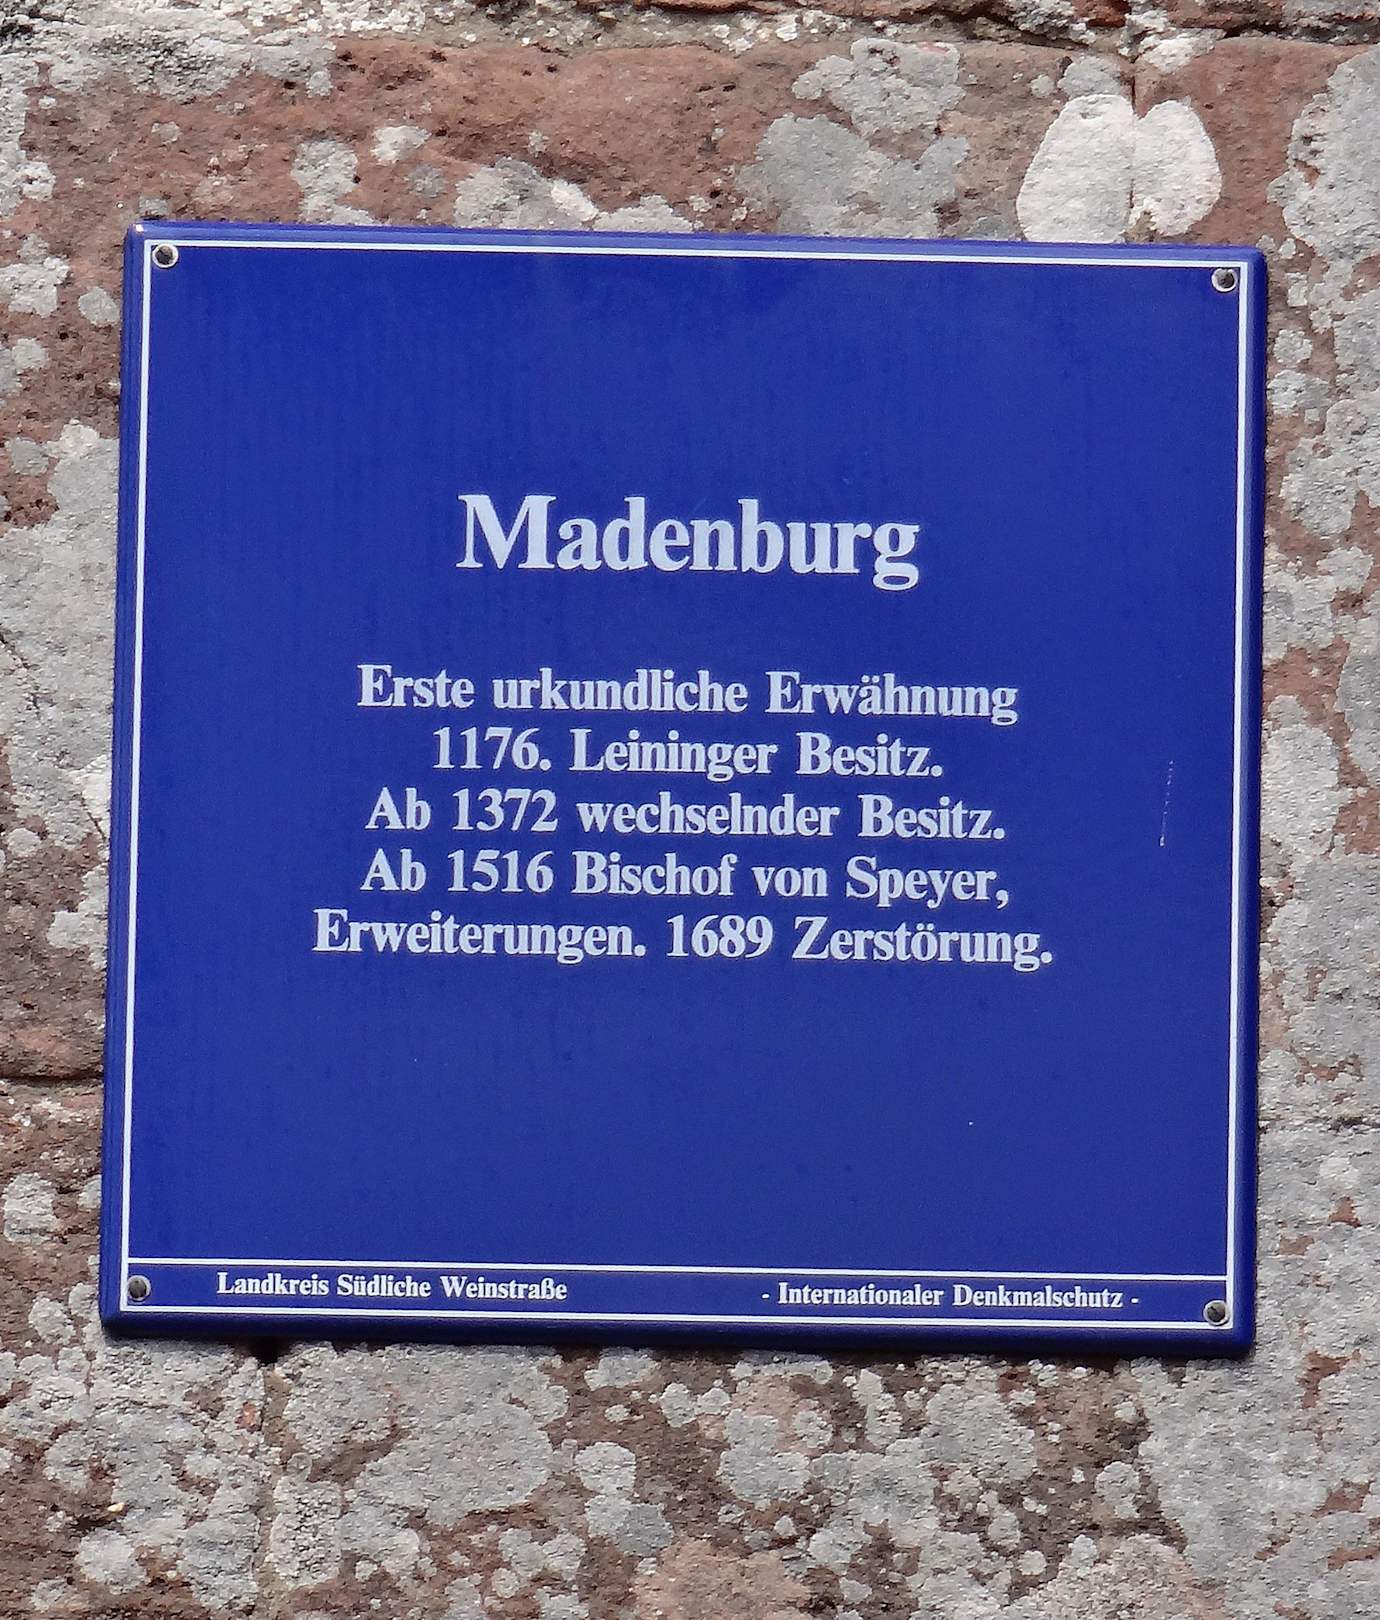 Madenburg
Erste urkundliche Erwähnung
1176. Leininger Besitz.
Ab 1372 wechselnder Besitz.
Ab 1516 Bischof von Speyer,
Erweiterungen. 1689 Zerstörung.
Landkreis Südliche Weinstraße
- Internationaler Denkmalschutz -